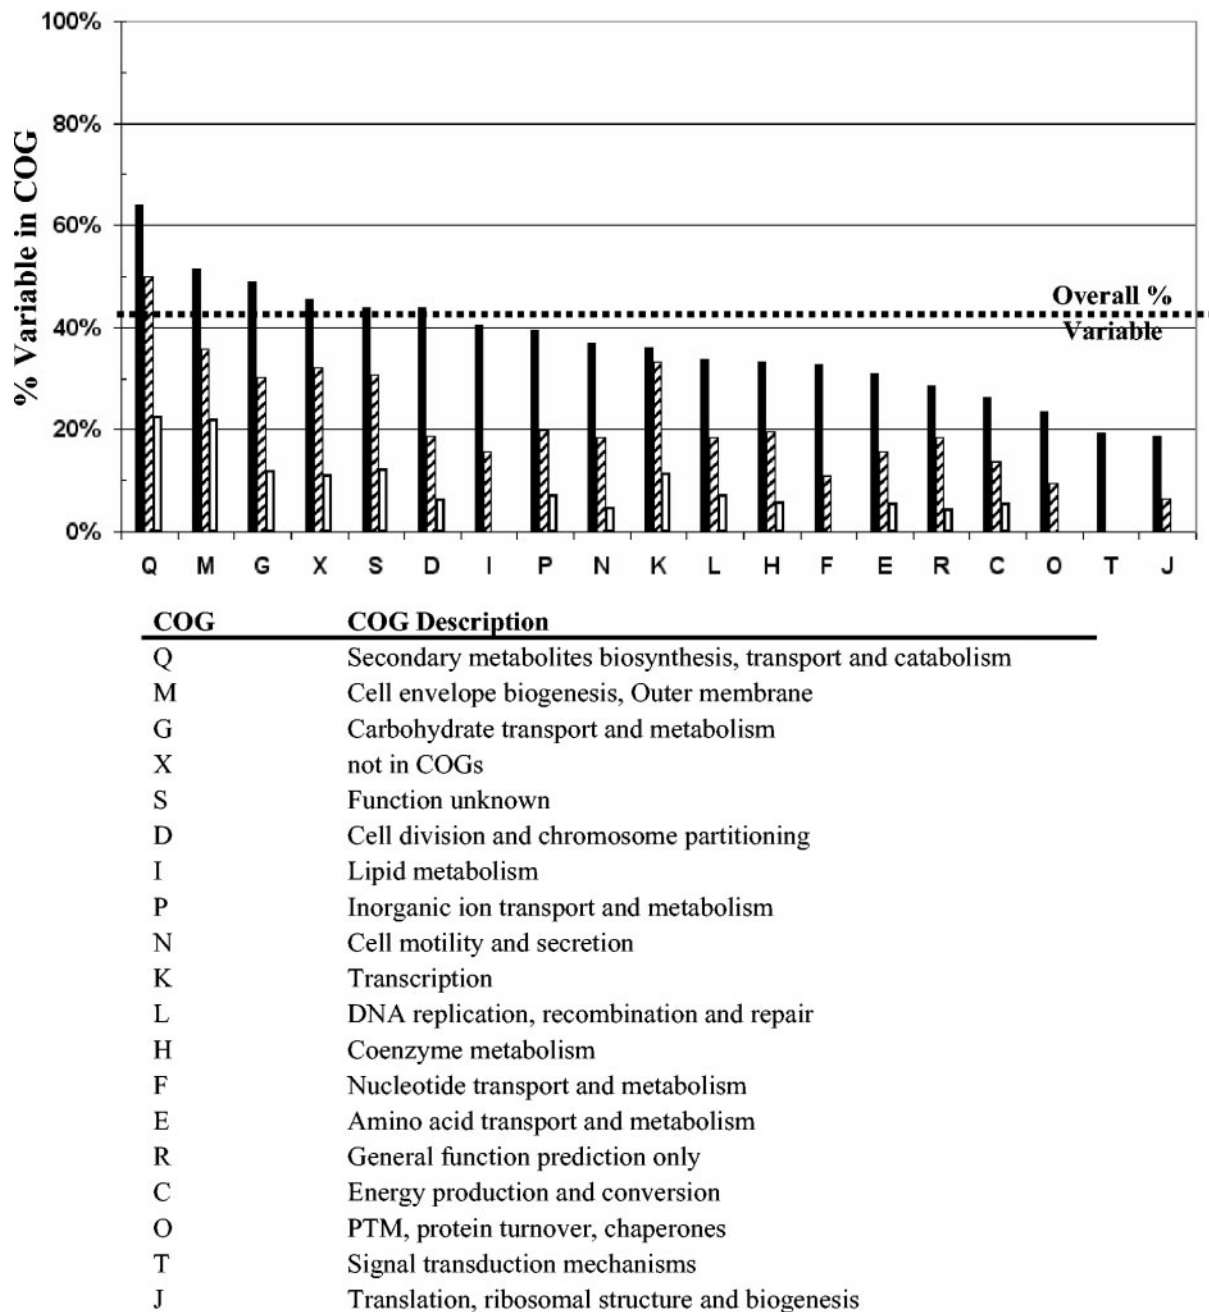 100%
80%
60%
40%
20%
0%
% Variable in COG
Overall %
Variable
Q M G X S D I P N K L H F E R C O T J
COG COG Description
Q Secondary metabolites biosynthesis, transport and catabolism
M Cell envelope biogenesis, Outer membrane
G Carbohydrate transport and metabolism
X not in COGs
S Function unknown
D Cell division and chromosome partitioning
I Lipid metabolism
P Inorganic ion transport and metabolism
N Cell motility and secretion
K Transcription
L DNA replication, recombination and repair
H Coenzyme metabolism
F Nucleotide transport and metabolism
E Amino acid transport and metabolism
R General function prediction only
C Energy production and conversion
O PTM, protein turnover, chaperones
T Signal transduction mechanisms
J Translation, ribosomal structure and biogenesis